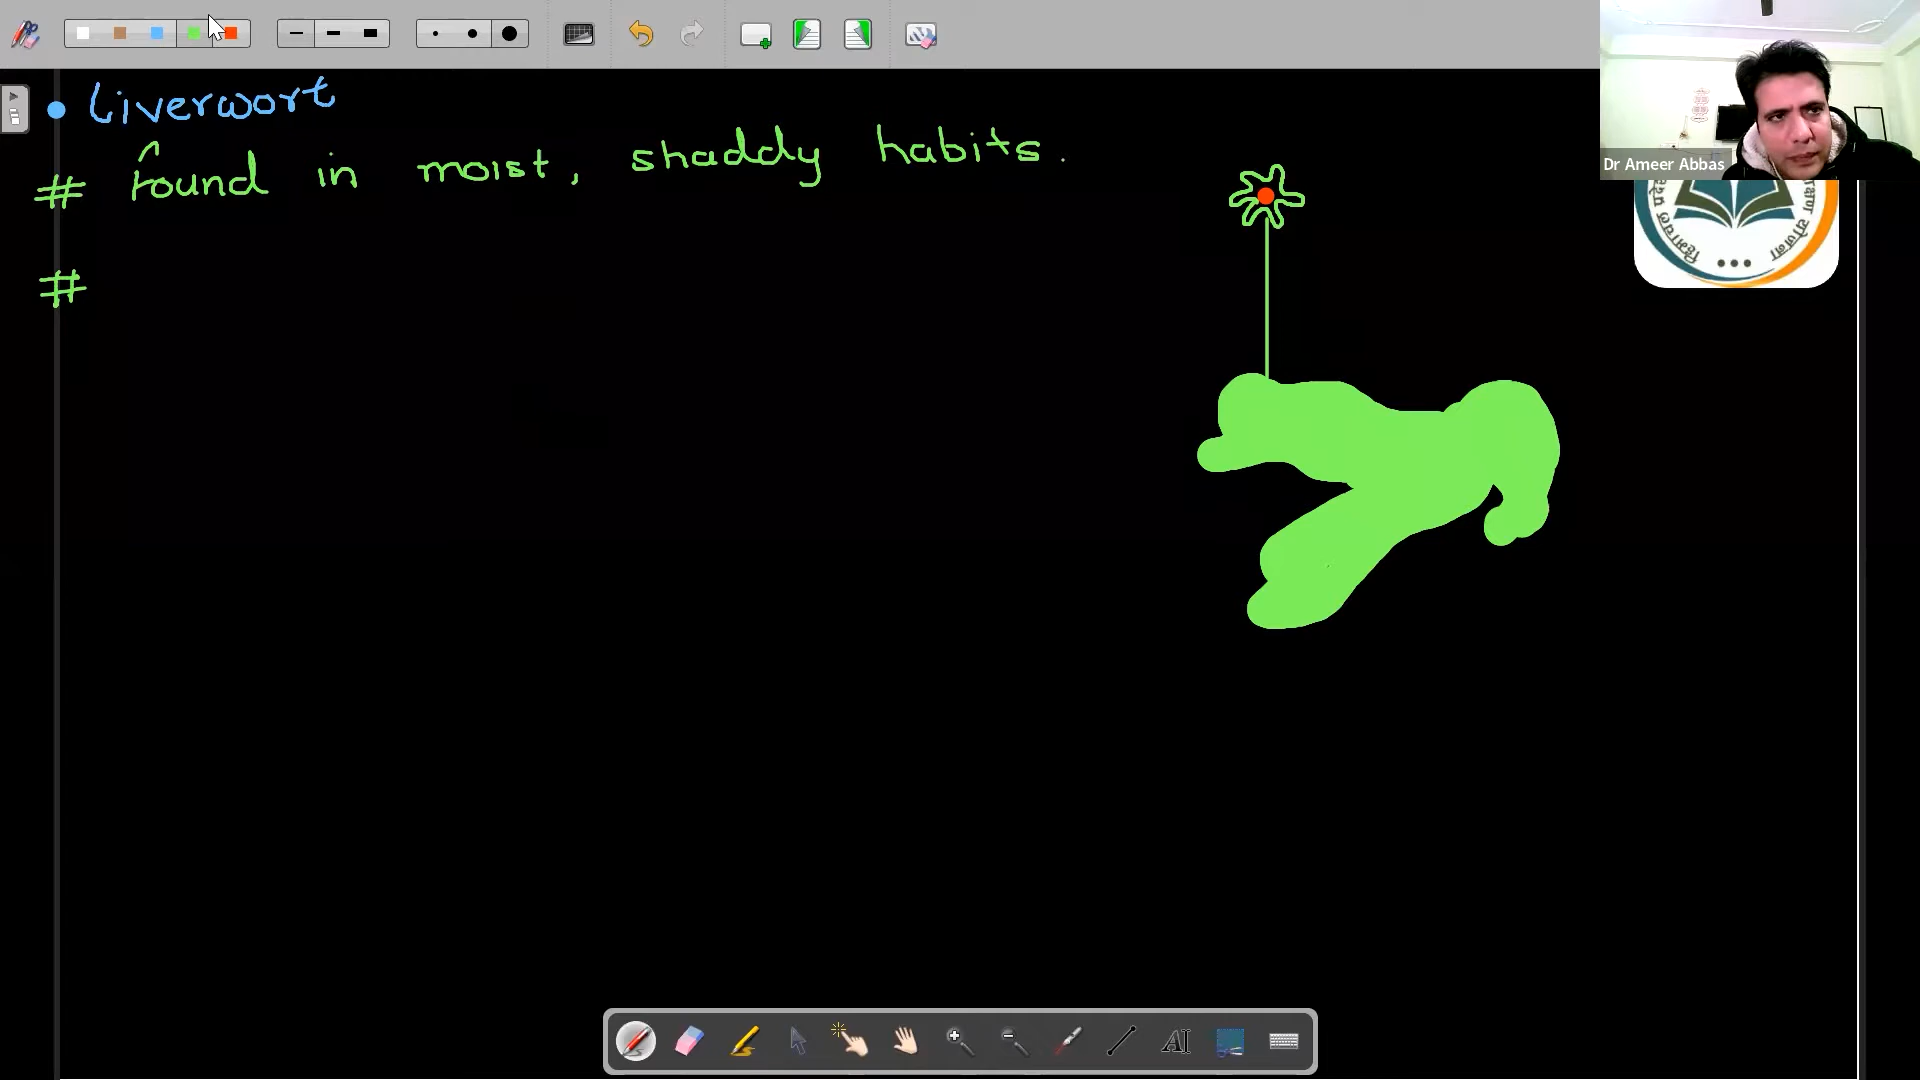 • Liverwort
# found in moist, shaddy habits.
#
Dr Ameer Abbas